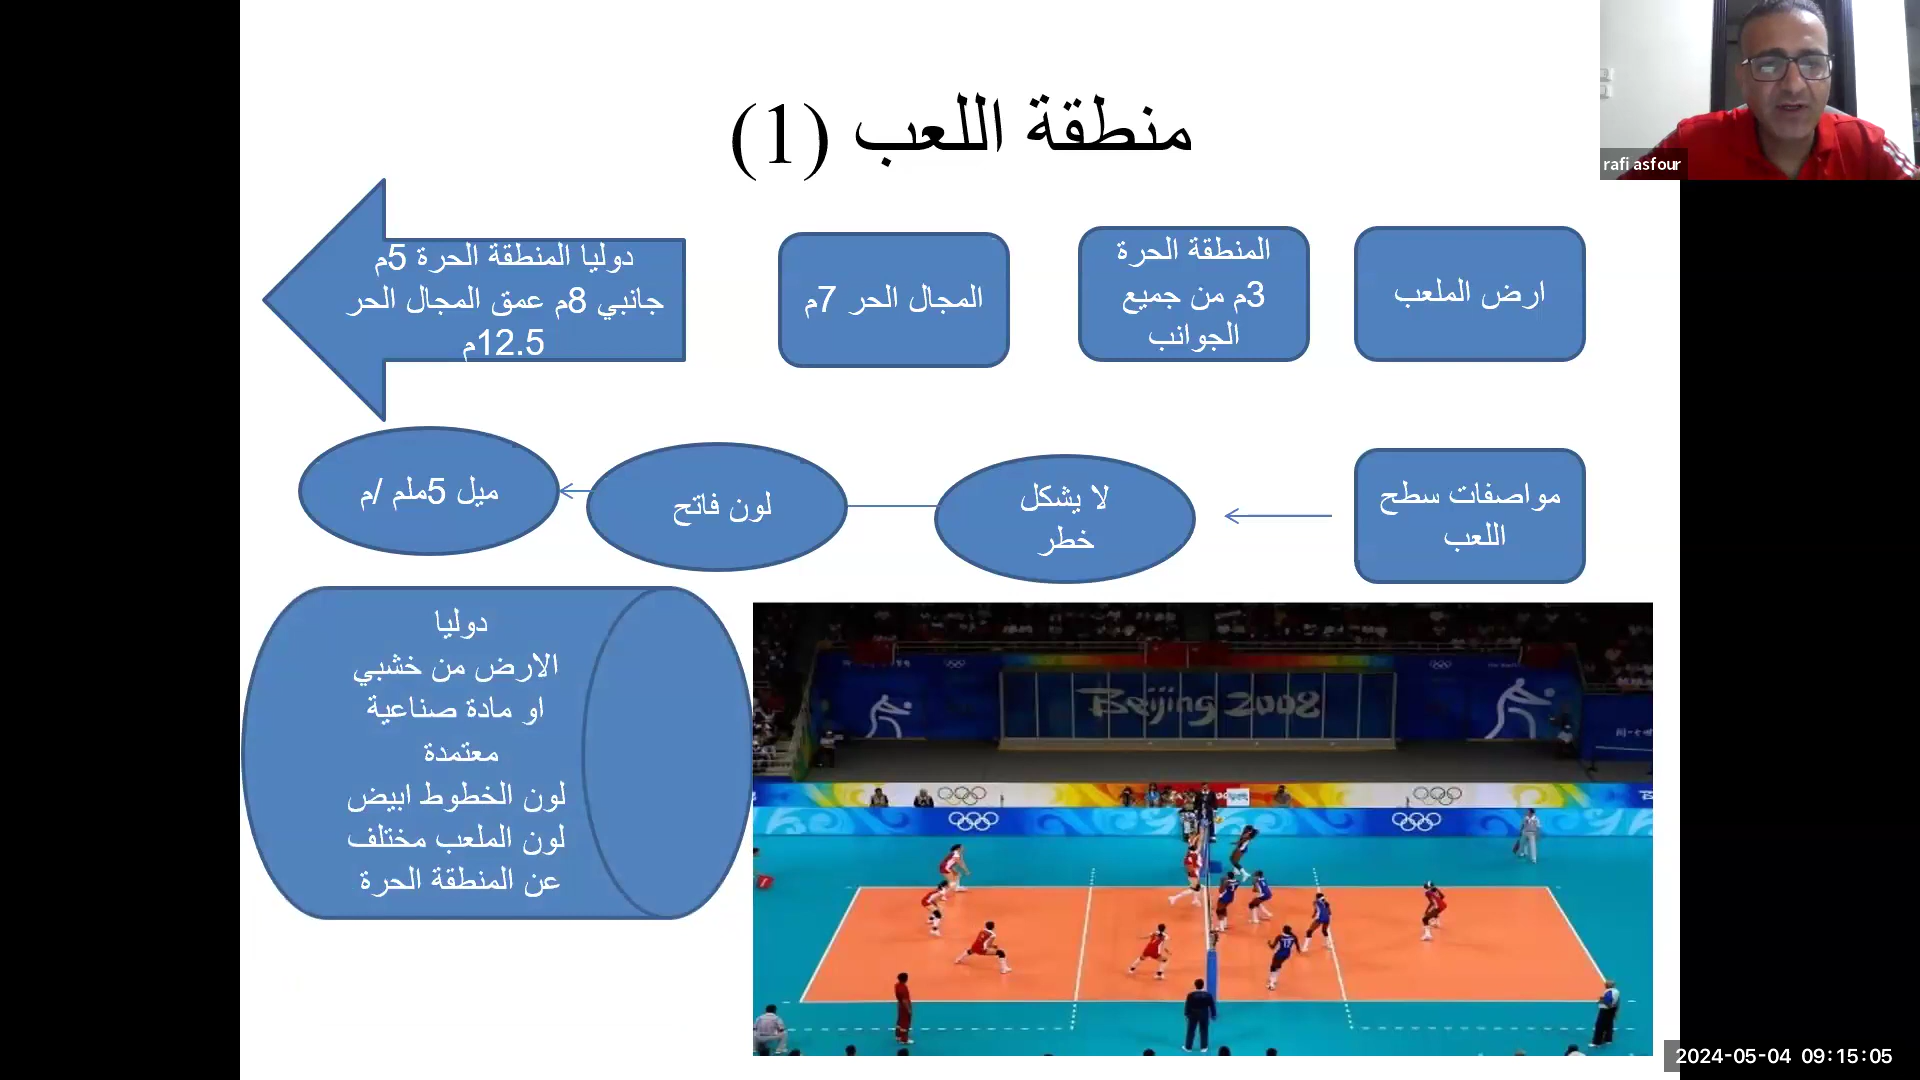 منطقة اللعب (1)
rafi asfour
ارض الملعب
المنطقة الحرة
3م من جميع
الجوانب
المجال الحر 7م
دوليا المنطقة الحرة 5م
جانبي 8م عمق المجال الحر
12.5م
مواصفات سطح
اللعب
لا يشكل
خطر
لون فاتح
ميل 5ملم /م
دوليا
الارض من خشبي
او مادة صناعية
معتمدة
لون الخطوط ابيض
لون الملعب مختلف
عن المنطقة الحرة
Beijing 2008
2024-05-04 09:15:05